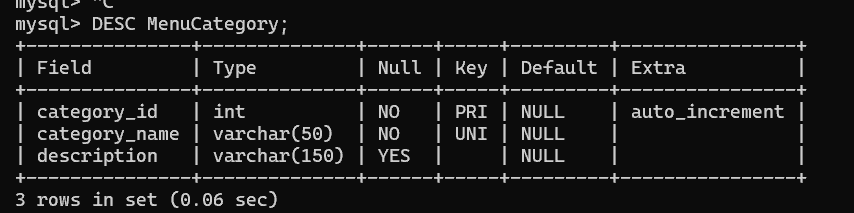 mysql> ^C
mysql> DESC MenuCategory;
+---------------+--------------+------+-----+---------+----------------+
| Field         | Type         | Null | Key | Default | Extra          |
+---------------+--------------+------+-----+---------+----------------+
| category_id   | int          | NO   | PRI | NULL    | auto_increment |
| category_name | varchar(50)  | NO   | UNI | NULL    |                |
| description   | varchar(150) | YES  |     | NULL    |                |
+---------------+--------------+------+-----+---------+----------------+
3 rows in set (0.06 sec)